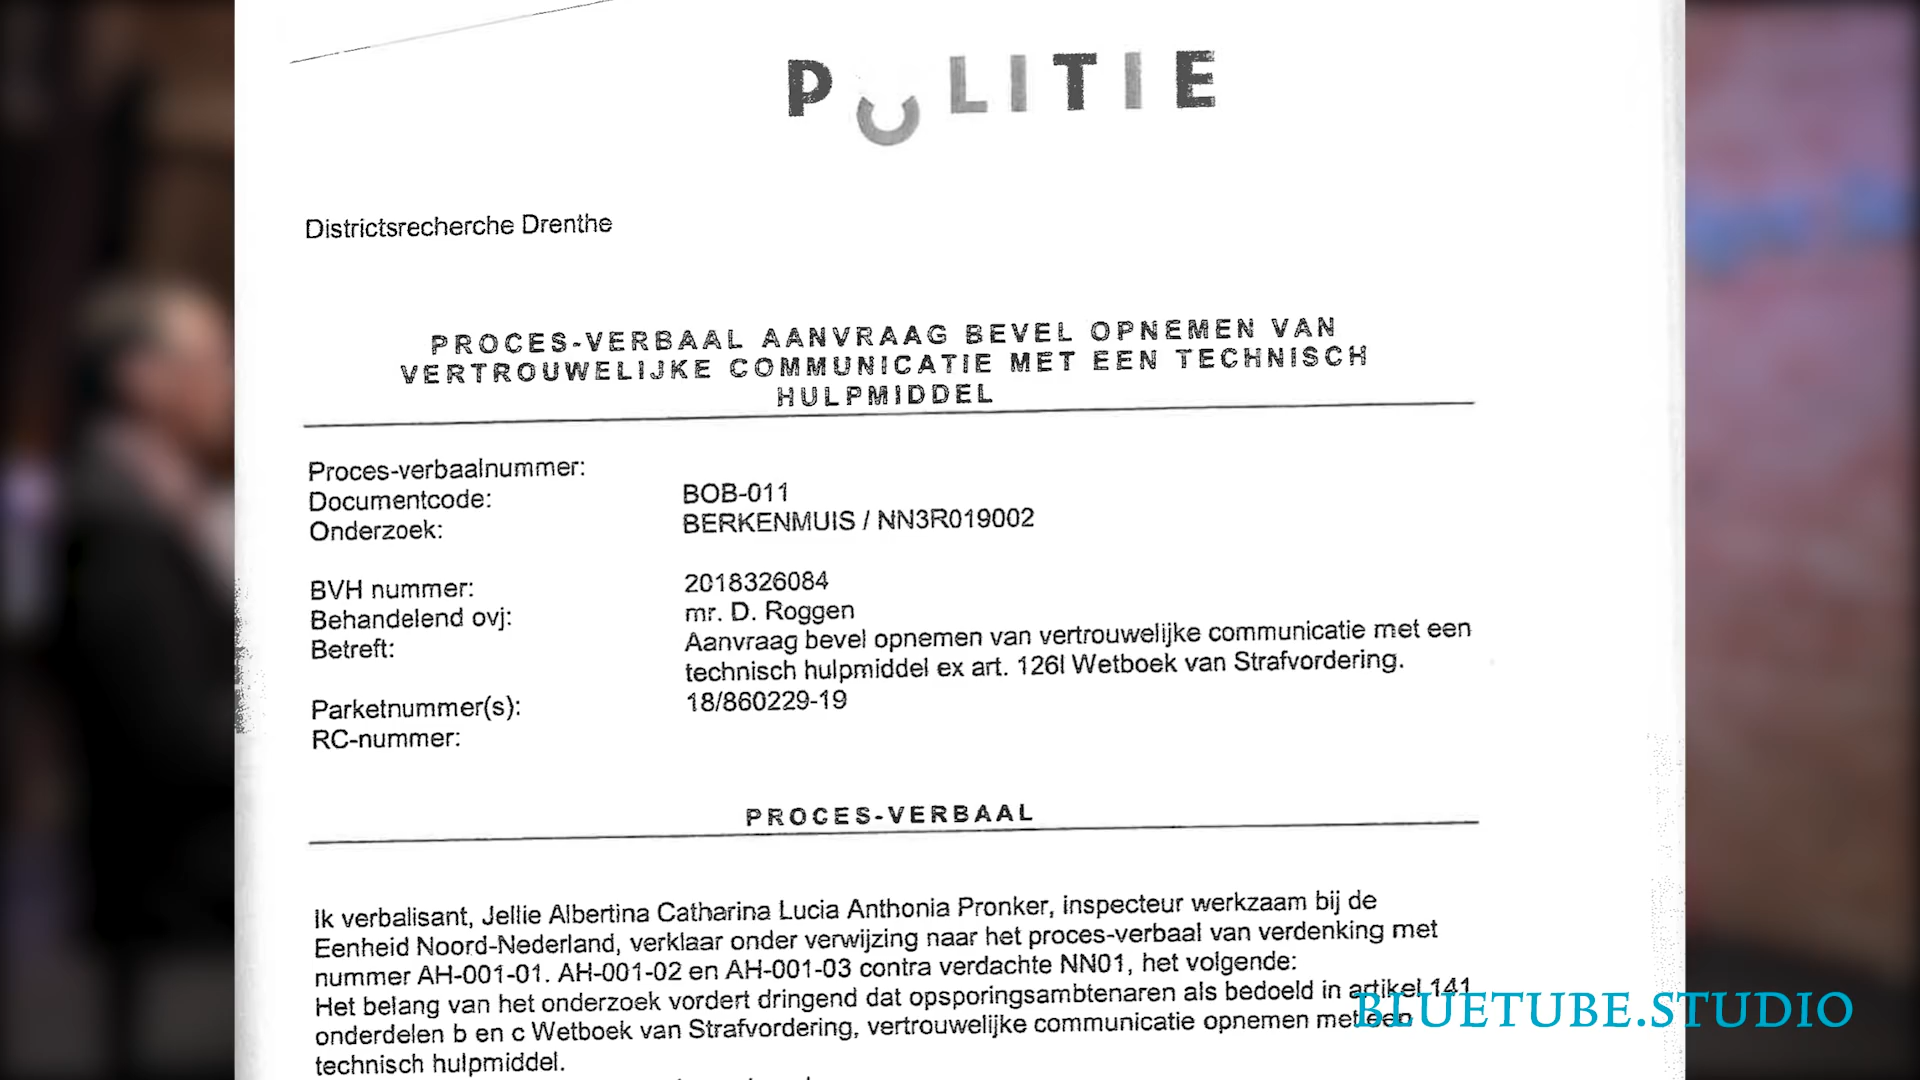 POLITIE
Districtsrecherche Drenthe
PROCES-VERBAAL AANVRAAG BEVEL OPNEMEN VAN
VERTROUWELIJKE COMMUNICATIE MET EEN TECHNISCH
HULPMIDDEL
Proces-verbaalnummer:
Documentcode: BOB-011
Onderzoek: BERKENMUIS / NN3R019002
BVH nummer: 2018326084
Behandelend ovj: mr. D. Roggen
Betreft: Aanvraag bevel opnemen van vertrouwelijke communicatie met een
technisch hulpmiddel ex art. 126l Wetboek van Strafvordering.
Parketnummer(s): 18/860229-19
RC-nummer:
PROCES-VERBAAL
Ik verbalisant, Jellie Albertina Catharina Lucia Anthonia Pronker, inspecteur werkzaam bij de
Eenheid Noord-Nederland, verklaar onder verwijzing naar het proces-verbaal van verdenking met
nummer AH-001-01. AH-001-02 en AH-001-03 contra verdachte NN01, het volgende:
Het belang van het onderzoek vordert dringend dat opsporingsambtenaren als bedoeld in artikel 141
onderdelen b en c Wetboek van Strafvordering, vertrouwelijke communicatie opnemen met een
technisch hulpmiddel.
BLUETUBE.STUDIO